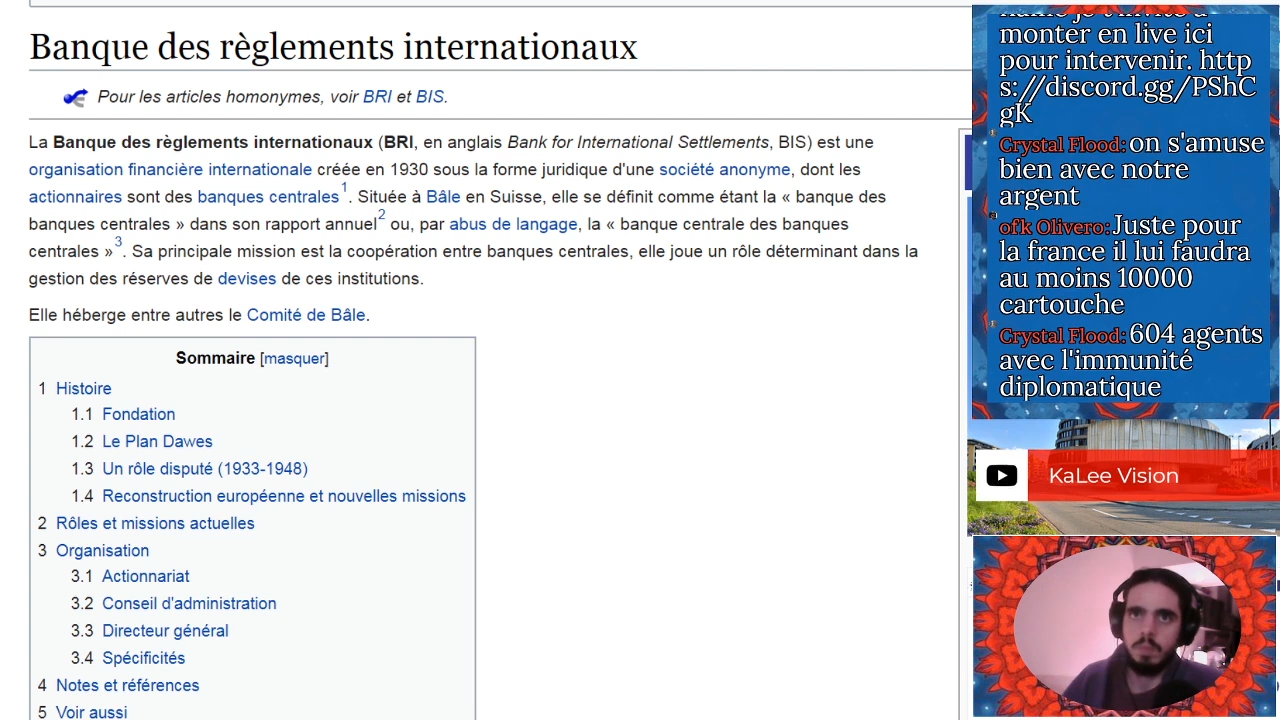 Banque des règlements internationaux
Pour les articles homonymes, voir BRI et BIS.
La Banque des règlements internationaux (BRI, en anglais Bank for International Settlements, BIS) est une
organisation financière internationale créée en 1930 sous la forme juridique d'une société anonyme, dont les
actionnaires sont des banques centrales1. Située à Bâle en Suisse, elle se définit comme étant la « banque des
banques centrales » dans son rapport annuel2 ou, par abus de langage, la « banque centrale des banques
centrales »3. Sa principale mission est la coopération entre banques centrales, elle joue un rôle déterminant dans la
gestion des réserves de devises de ces institutions.
Elle héberge entre autres le Comité de Bâle.
Sommaire [masquer]
1 Histoire
1.1 Fondation
1.2 Le Plan Dawes
1.3 Un rôle disputé (1933-1948)
1.4 Reconstruction européenne et nouvelles missions
2 Rôles et missions actuelles
3 Organisation
3.1 Actionnariat
3.2 Conseil d'administration
3.3 Directeur général
3.4 Spécificités
4 Notes et références
5 Voir aussi
monter en live ici
pour intervenir. http
s://discord.gg/PShC
gK
Crystal Flood: on s'amuse
bien avec notre
argent
ofk Olivero: Juste pour
la france il lui faudra
au moins 10000
cartouche
Crystal Flood: 604 agents
avec l'immunité
diplomatique
KaLee Vision